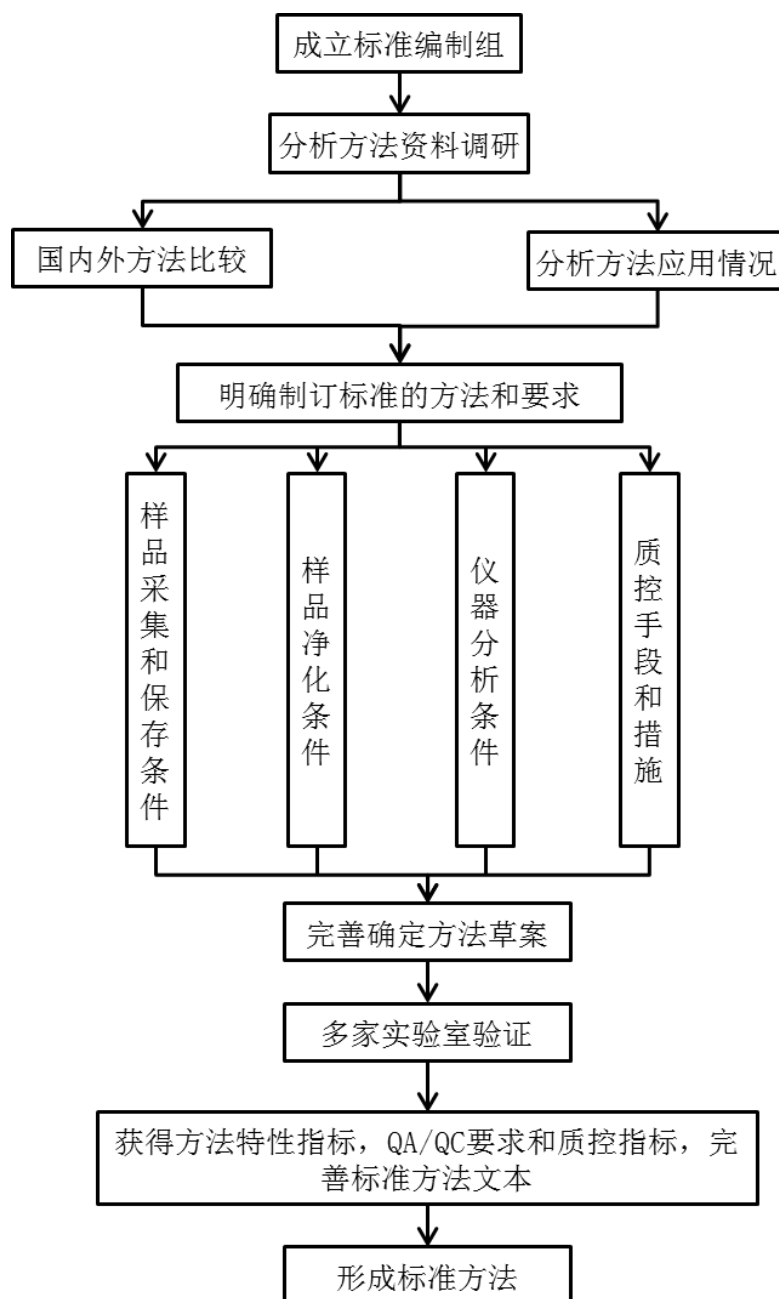 成立标准编制组
分析方法资料调研
国内外方法比较
分析方法应用情况
明确制订标准的方法和要求
样品采集和保存条件
样品净化条件
仪器分析条件
质控手段和措施
完善确定方法草案
多家实验室验证
获得方法特性指标，QA/QC要求和质控指标，完
善标准方法文本
形成标准方法